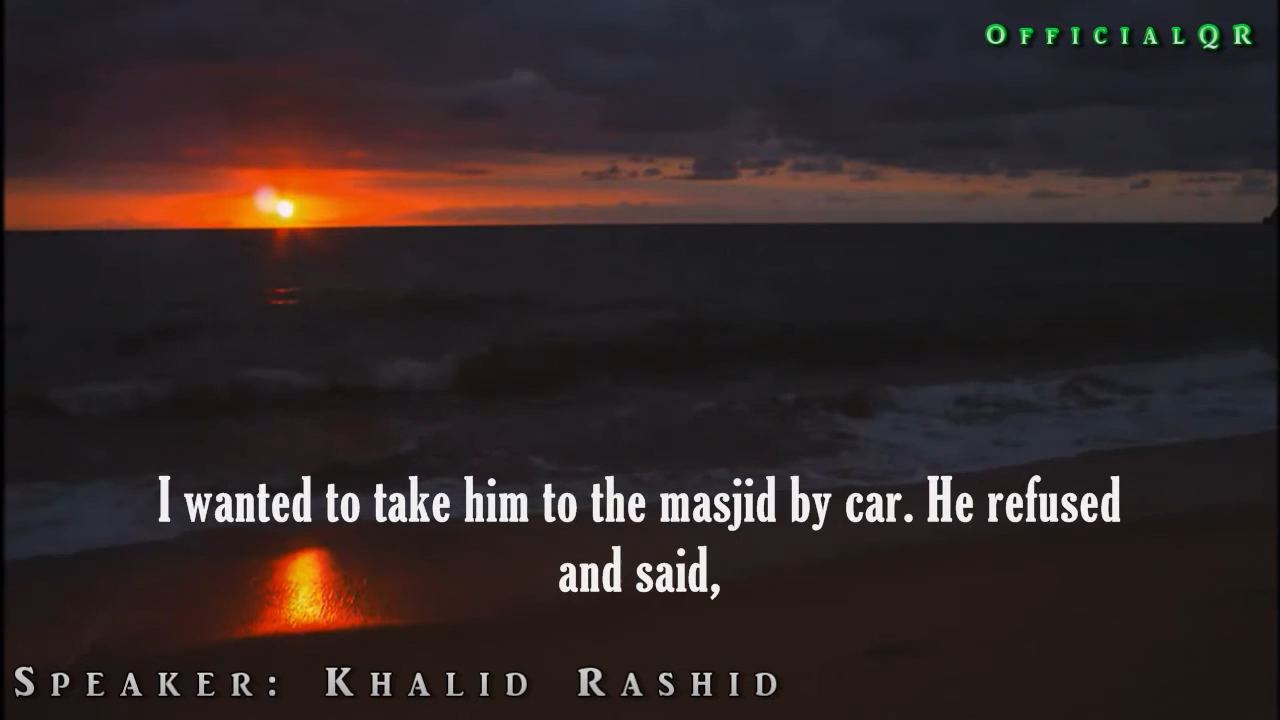 OfficialQR
I wanted to take him to the masjid by car. He refused
and said,
Speaker: Khalid Rashid